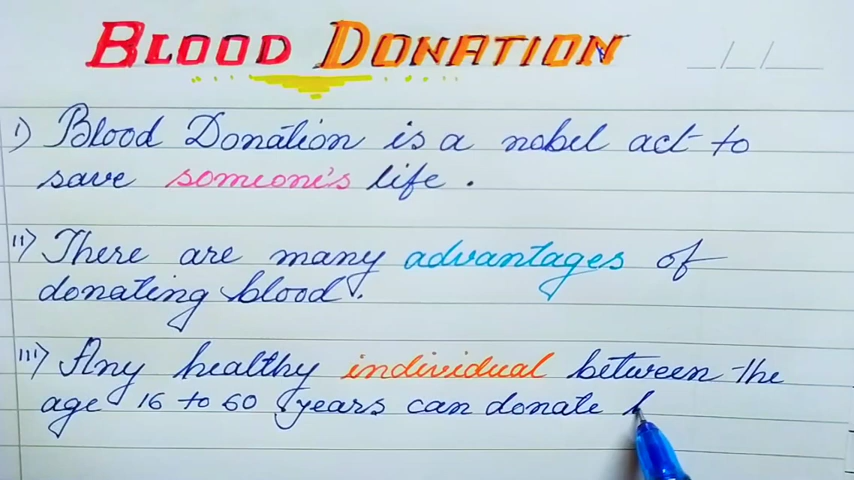 BLOOD DONATION
_/_/_
i) Blood Donation is a nobel act to
save someone's life.
ii) There are many advantages of
donating blood.
iii) Any healthy individual between the
age 16 to 60 years can donate